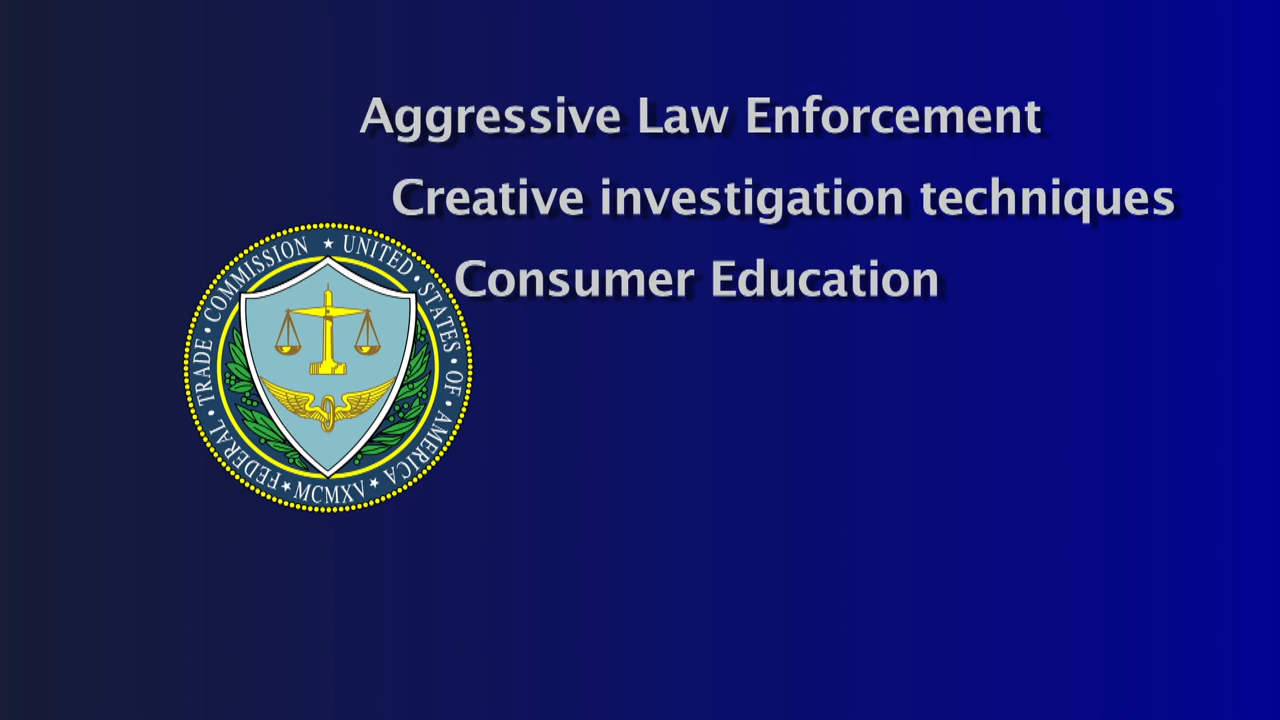 Aggressive Law Enforcement
Creative investigation techniques
Consumer Education
FEDERAL • TRADE • COMMISSION ★ UNITED • STATES • OF • AMERICA ★ MCMXV ★